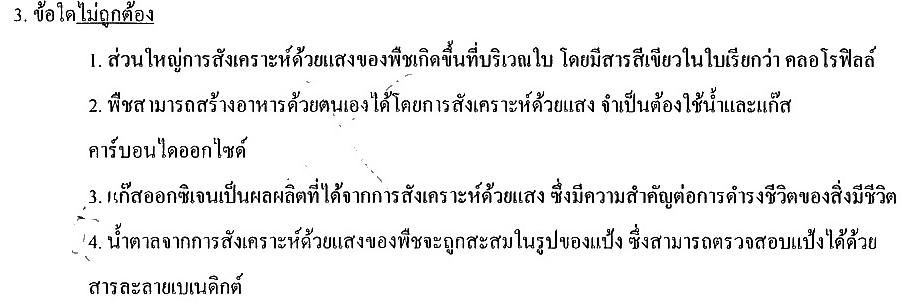 3. ข้อใดไม่ถูกต้อง
1. ส่วนใหญ่การสังเคราะห์ด้วยแสงของพืชเกิดขึ้นที่บริเวณใบ โดยมีสารสีเขียวในใบเรียกว่า คลอโรฟิลล์
2. พืชสามารถสร้างอาหารด้วยตนเองได้โดยการสังเคราะห์ด้วยแสง จำเป็นต้องใช้น้ำและแก๊ส
คาร์บอนไดออกไซด์
3. แก๊สออกซิเจนเป็นผลผลิตที่ได้จากการสังเคราะห์ด้วยแสง ซึ่งมีความสำคัญต่อการดำรงชีวิตของสิ่งมีชีวิต
4. น้ำตาลจากการสังเคราะห์ด้วยแสงของพืชจะถูกสะสมในรูปของแป้ง ซึ่งสามารถตรวจสอบแป้งได้ด้วย
สารละลายเบเนดิกต์